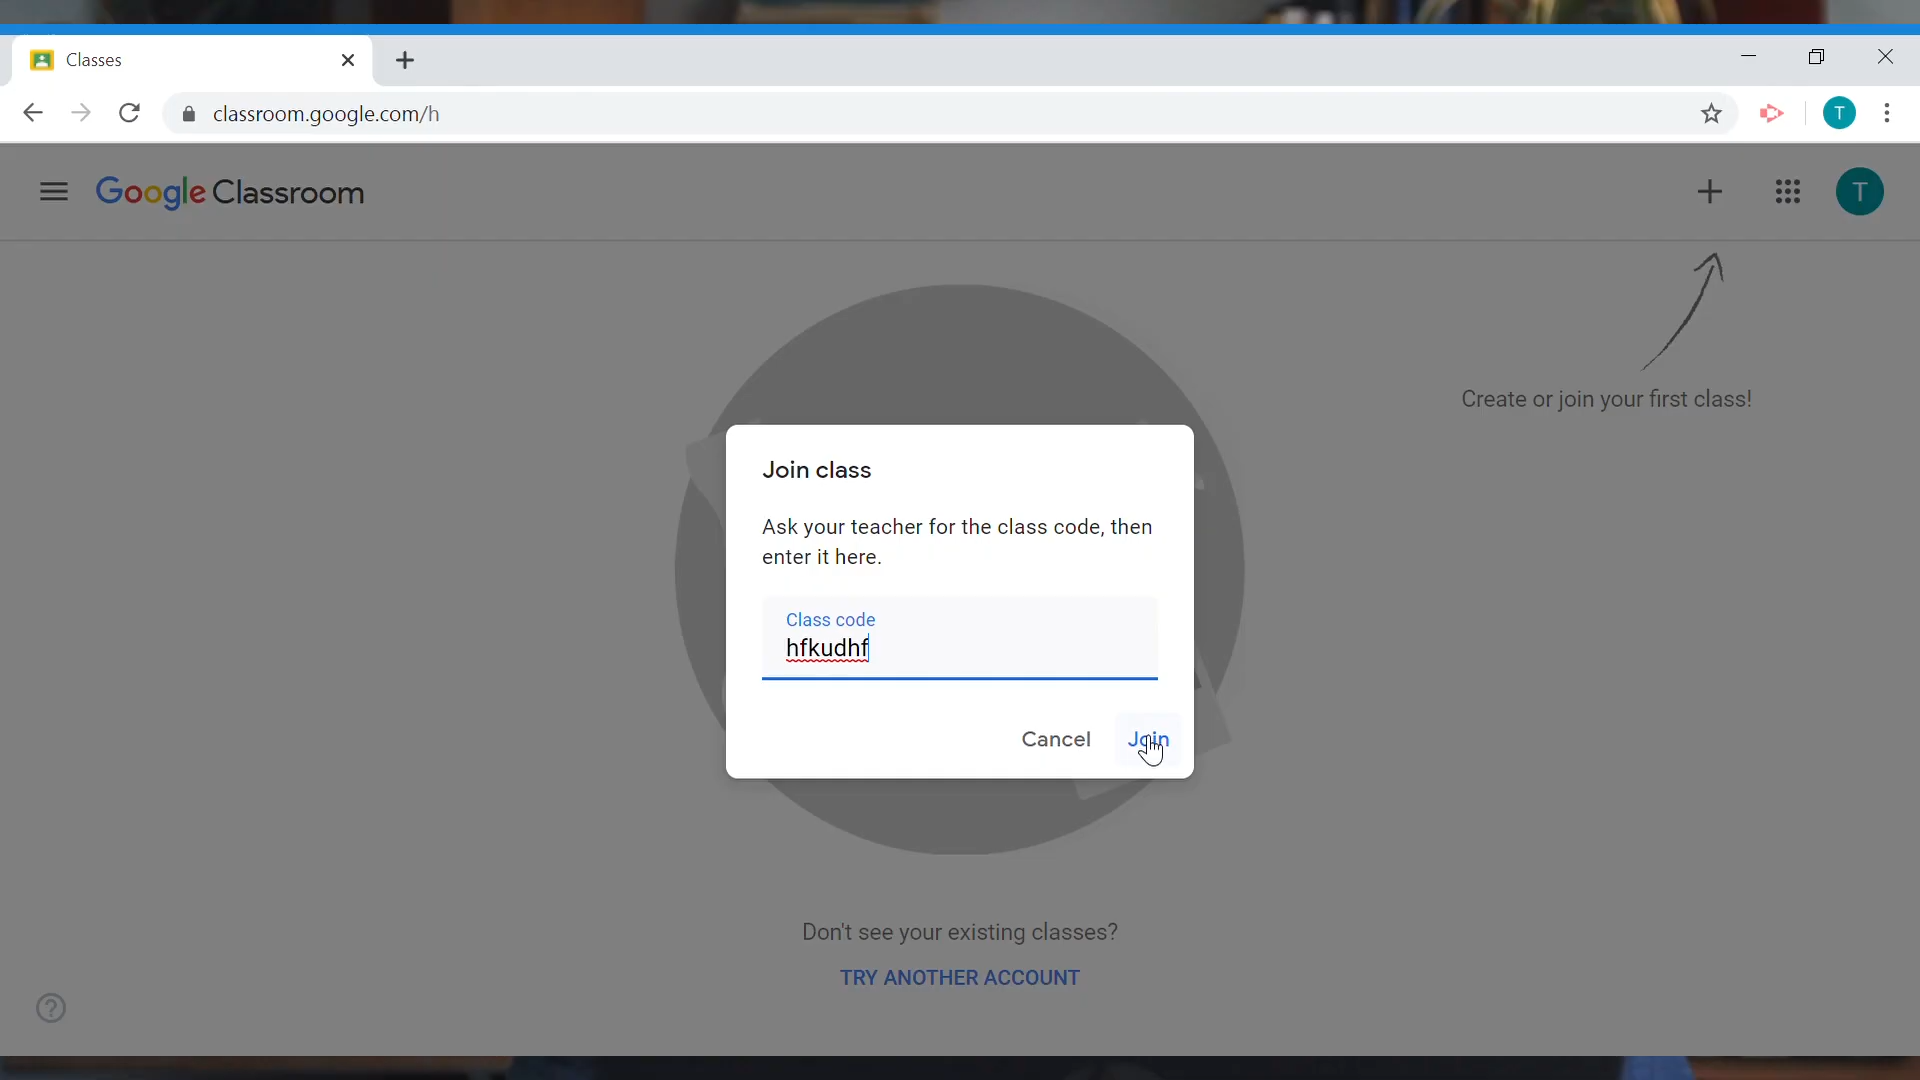 Classes
classroom.google.com/h
T
Google Classroom
T
Create or join your first class!
Join class
Ask your teacher for the class code, then
enter it here.
Class code
hfkudhf
Cancel
Join
Don't see your existing classes?
TRY ANOTHER ACCOUNT